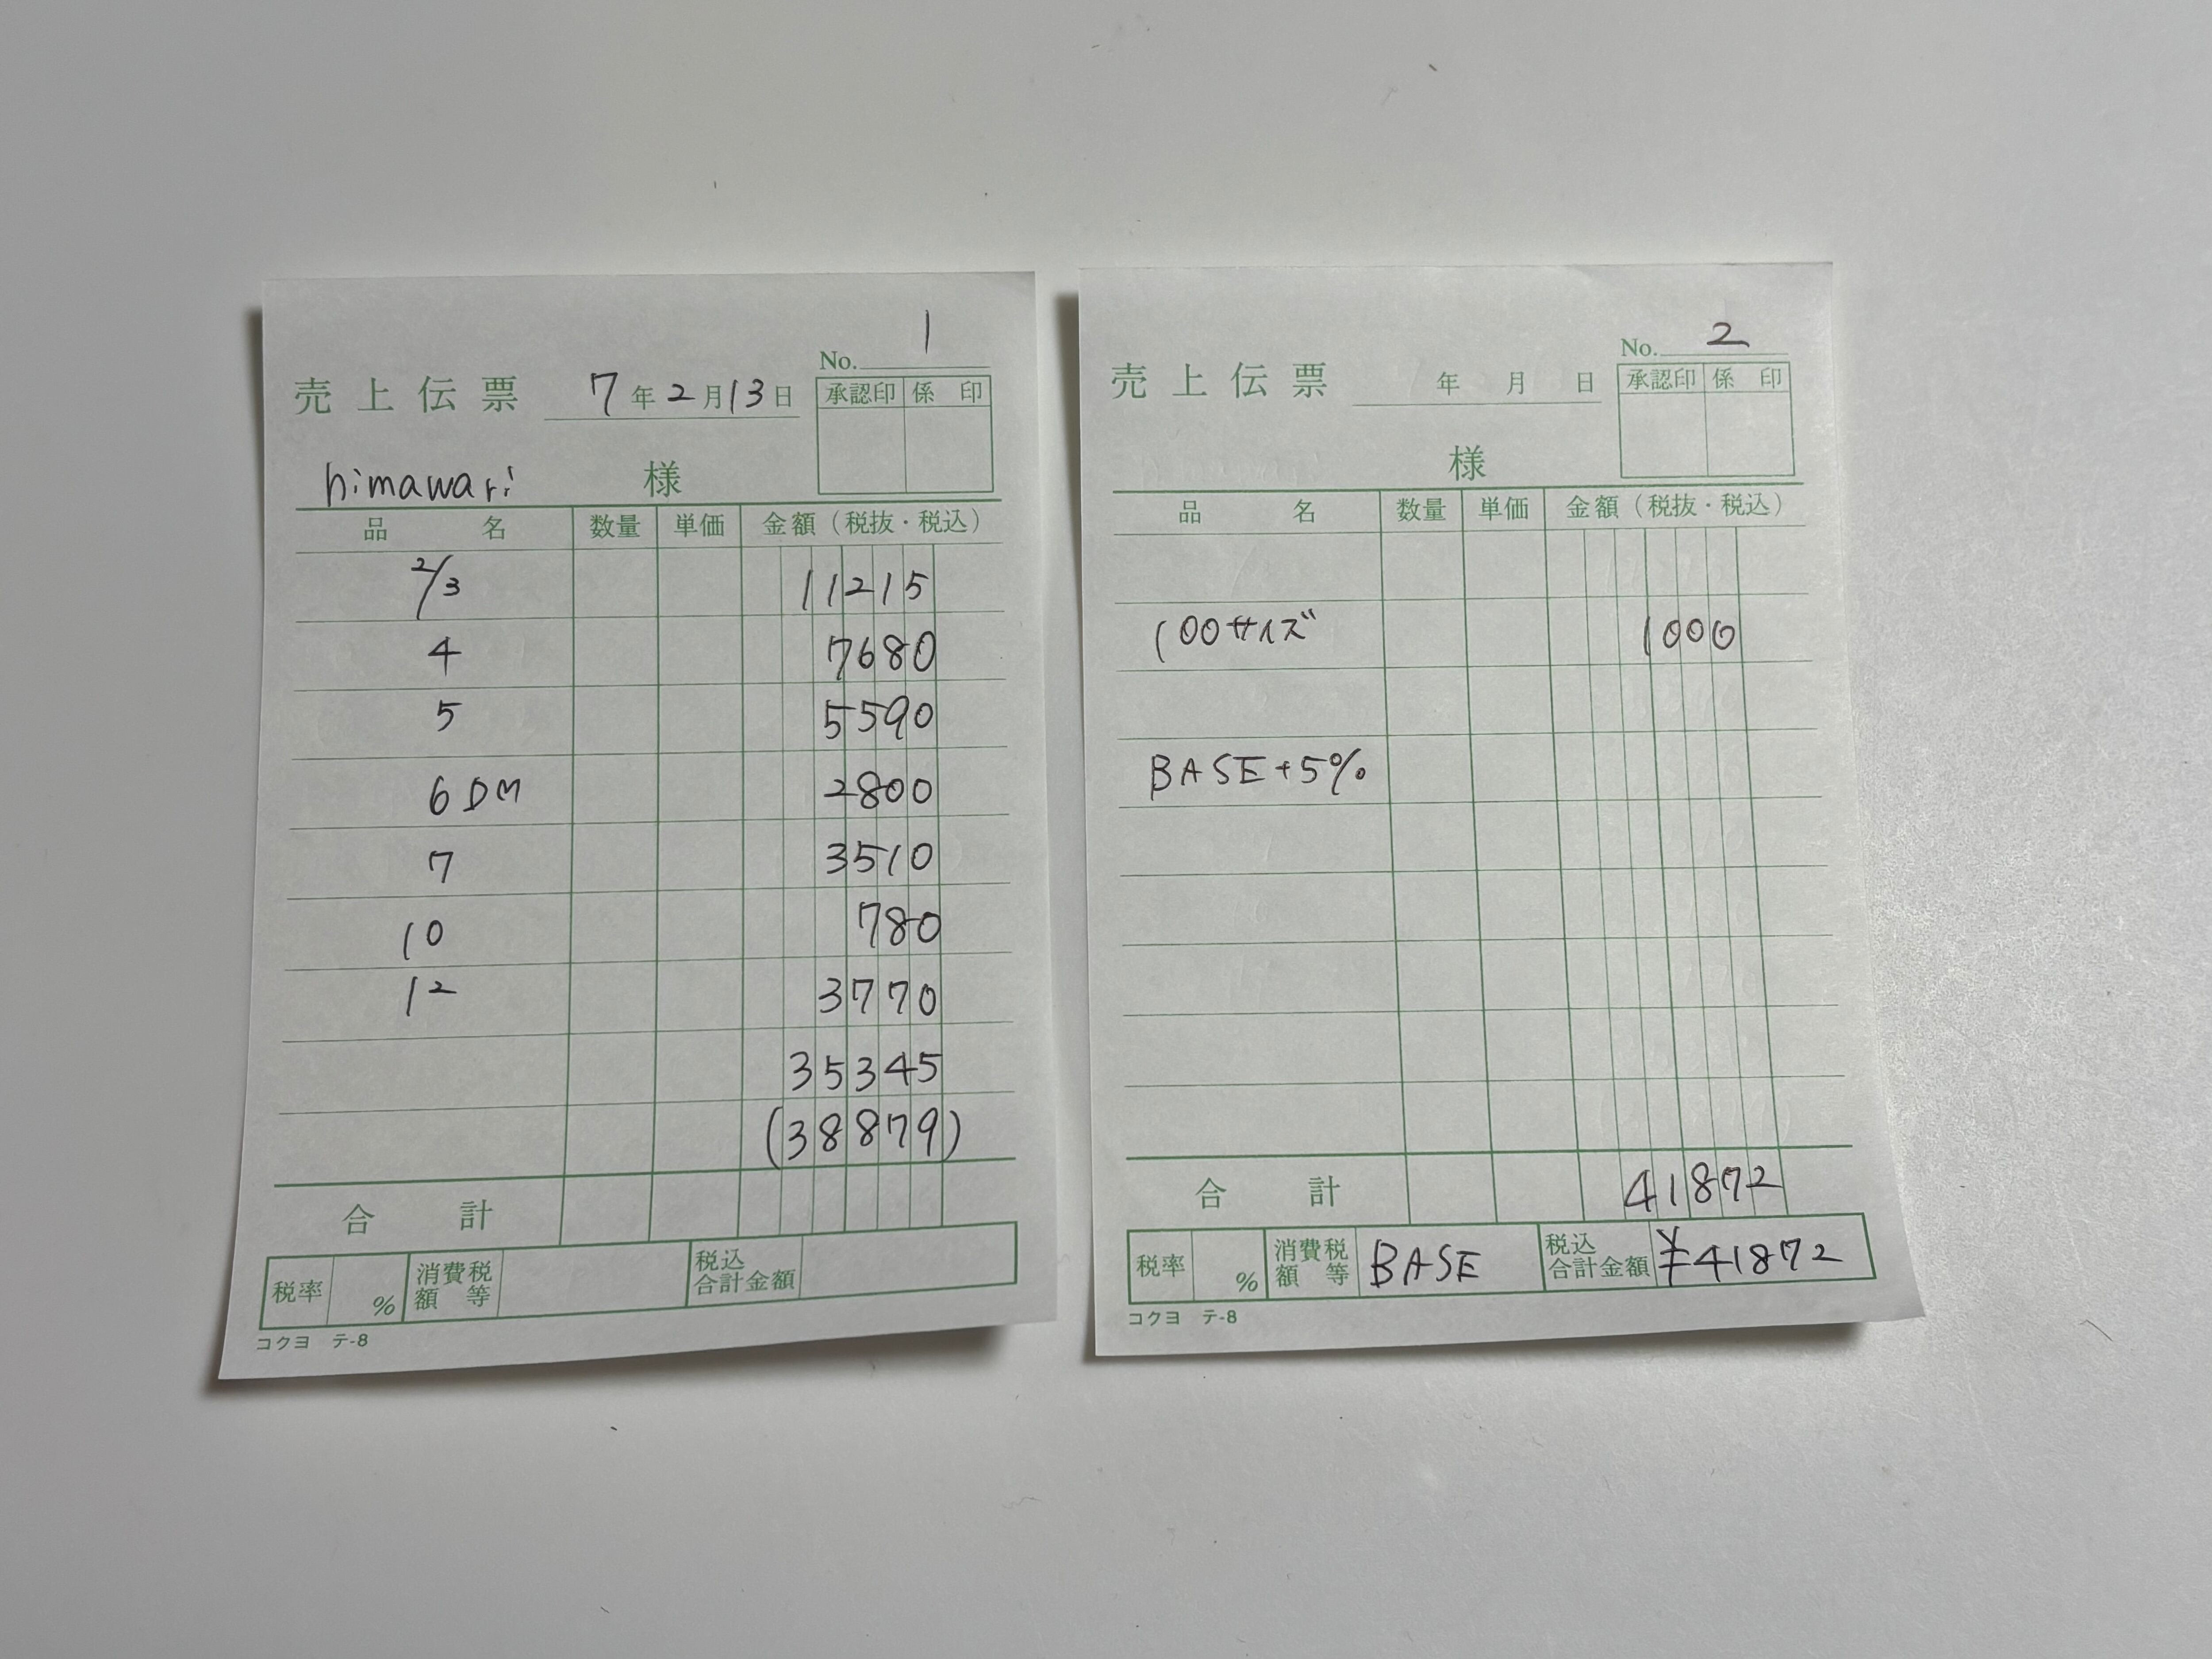 No. 1
売上伝票 7年2月13日
承認印 係印
himawari 様
品名 数量 単価 金額（税抜・税込）
2/3 11215
4 7680
5 5590
6 DM 2800
7 3510
10 780
12 3770
35345
(38879)
合計
税率 % 消費税額等 税込合計金額
コクヨ テ-8
No. 2
売上伝票 年 月 日
承認印 係印
様
品名 数量 単価 金額（税抜・税込）
100サイズ 1000
BASE+5%
合計 41872
税率 % 消費税額等 BASE 税込合計金額 ¥41872
コクヨ テ-8